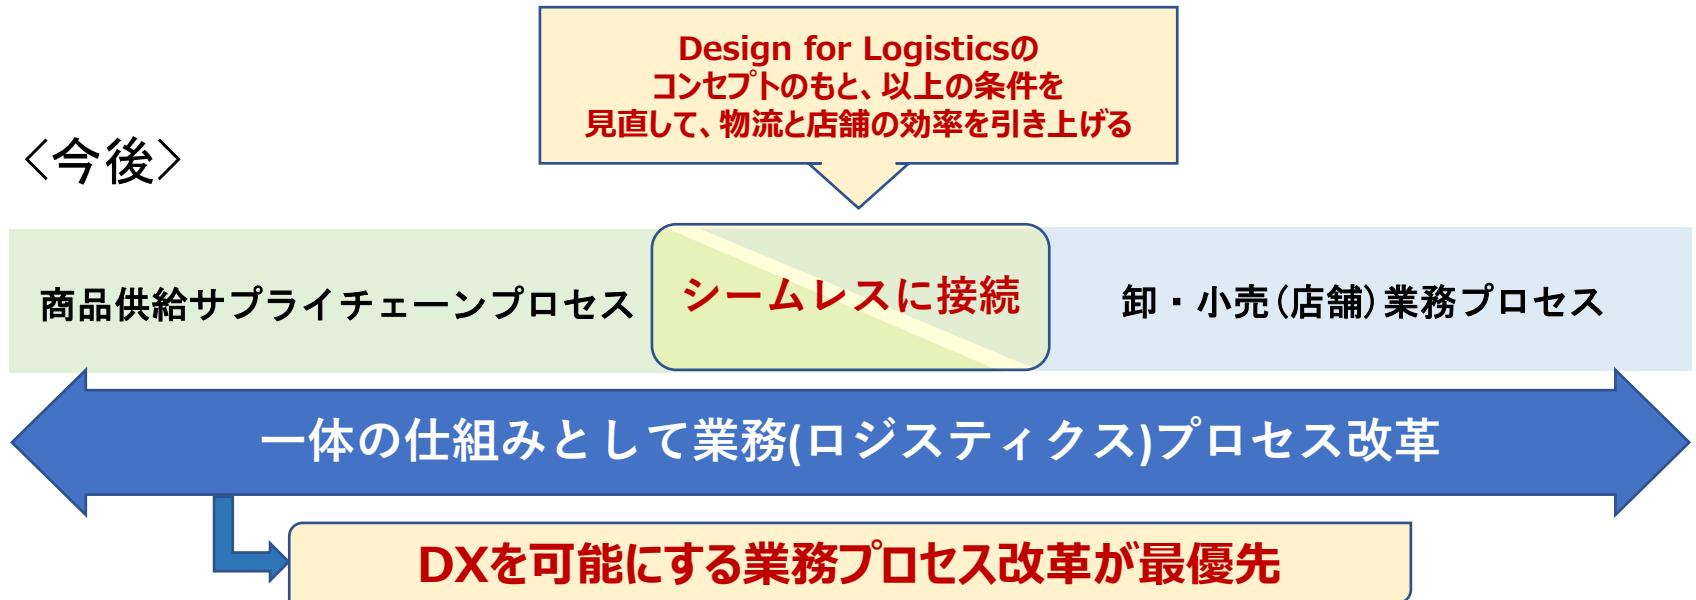 Design for Logisticsの
コンセプトのもと、以上の条件を
見直して、物流と店舗の効率を引き上げる
〈今後〉
商品供給サプライチェーンプロセス
シームレスに接続
卸・小売(店舗)業務プロセス
一体の仕組みとして業務(ロジスティクス)プロセス改革
DXを可能にする業務プロセス改革が最優先